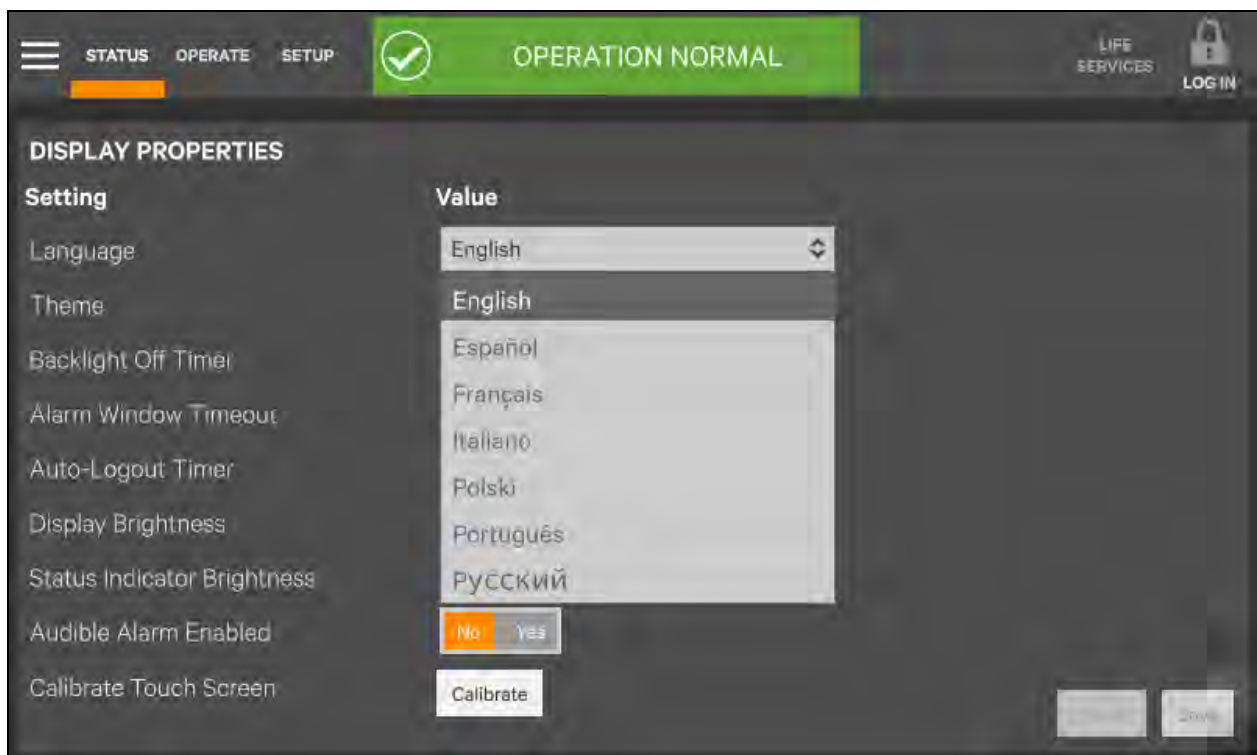 STATUS OPERATE SETUP OPERATION NORMAL LIFE
SERVICES
LOG IN
DISPLAY PROPERTIES
Setting Value
Language English
Theme English
Español
Backlight Off Timer
Français
Alarm Window Timeout
Italiano
Auto-Logout Timer
Polski
Display Brightness
Português
Status Indicator Brightness Русский
Audible Alarm Enabled No Yes
Calibrate Touch Screen Calibrate
Save